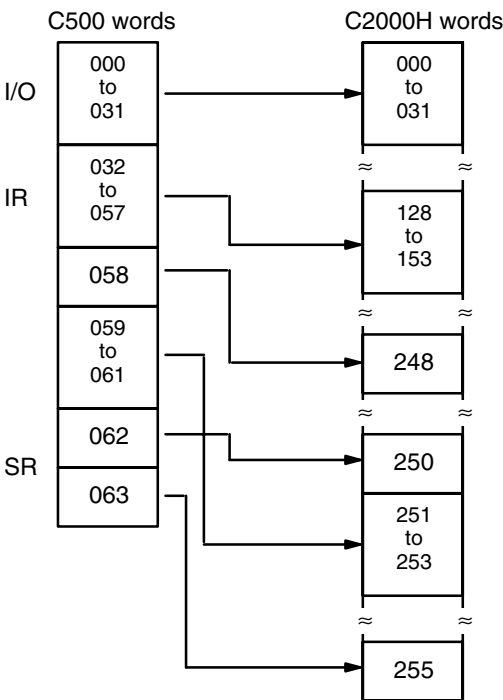 C500 words
C2000H words
I/O
000
to
031
000
to
031
IR
032
to
057
128
to
153
058
248
059
to
061
SR
062
250
063
251
to
253
255